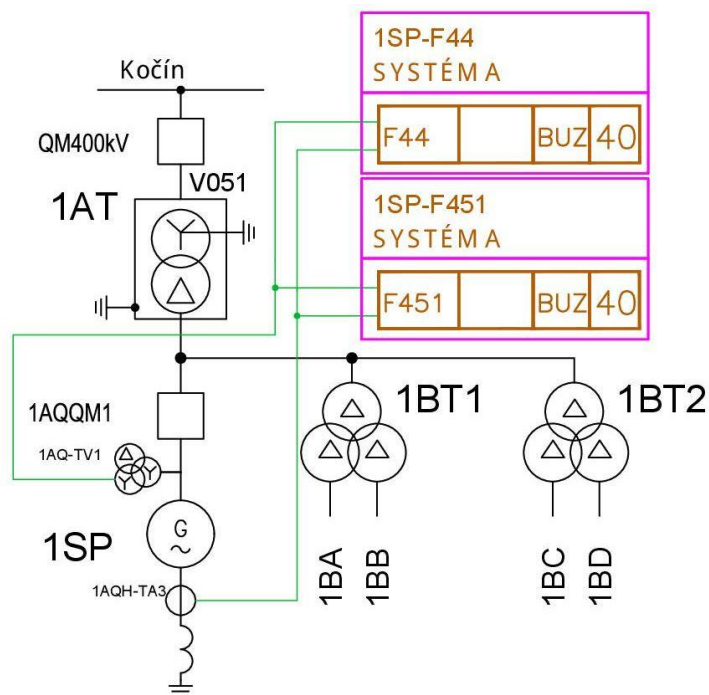 Kočín
QM400kV
V051
1AT
1SP-F44
SYSTÉM A
F44 BUZ 40
1SP-F451
SYSTÉM A
F451 BUZ 40
1AQQM1
1AQ-TV1
1BT1
1BT2
G
1SP
1AQH-TA3
1BA
1BB
1BC
1BD